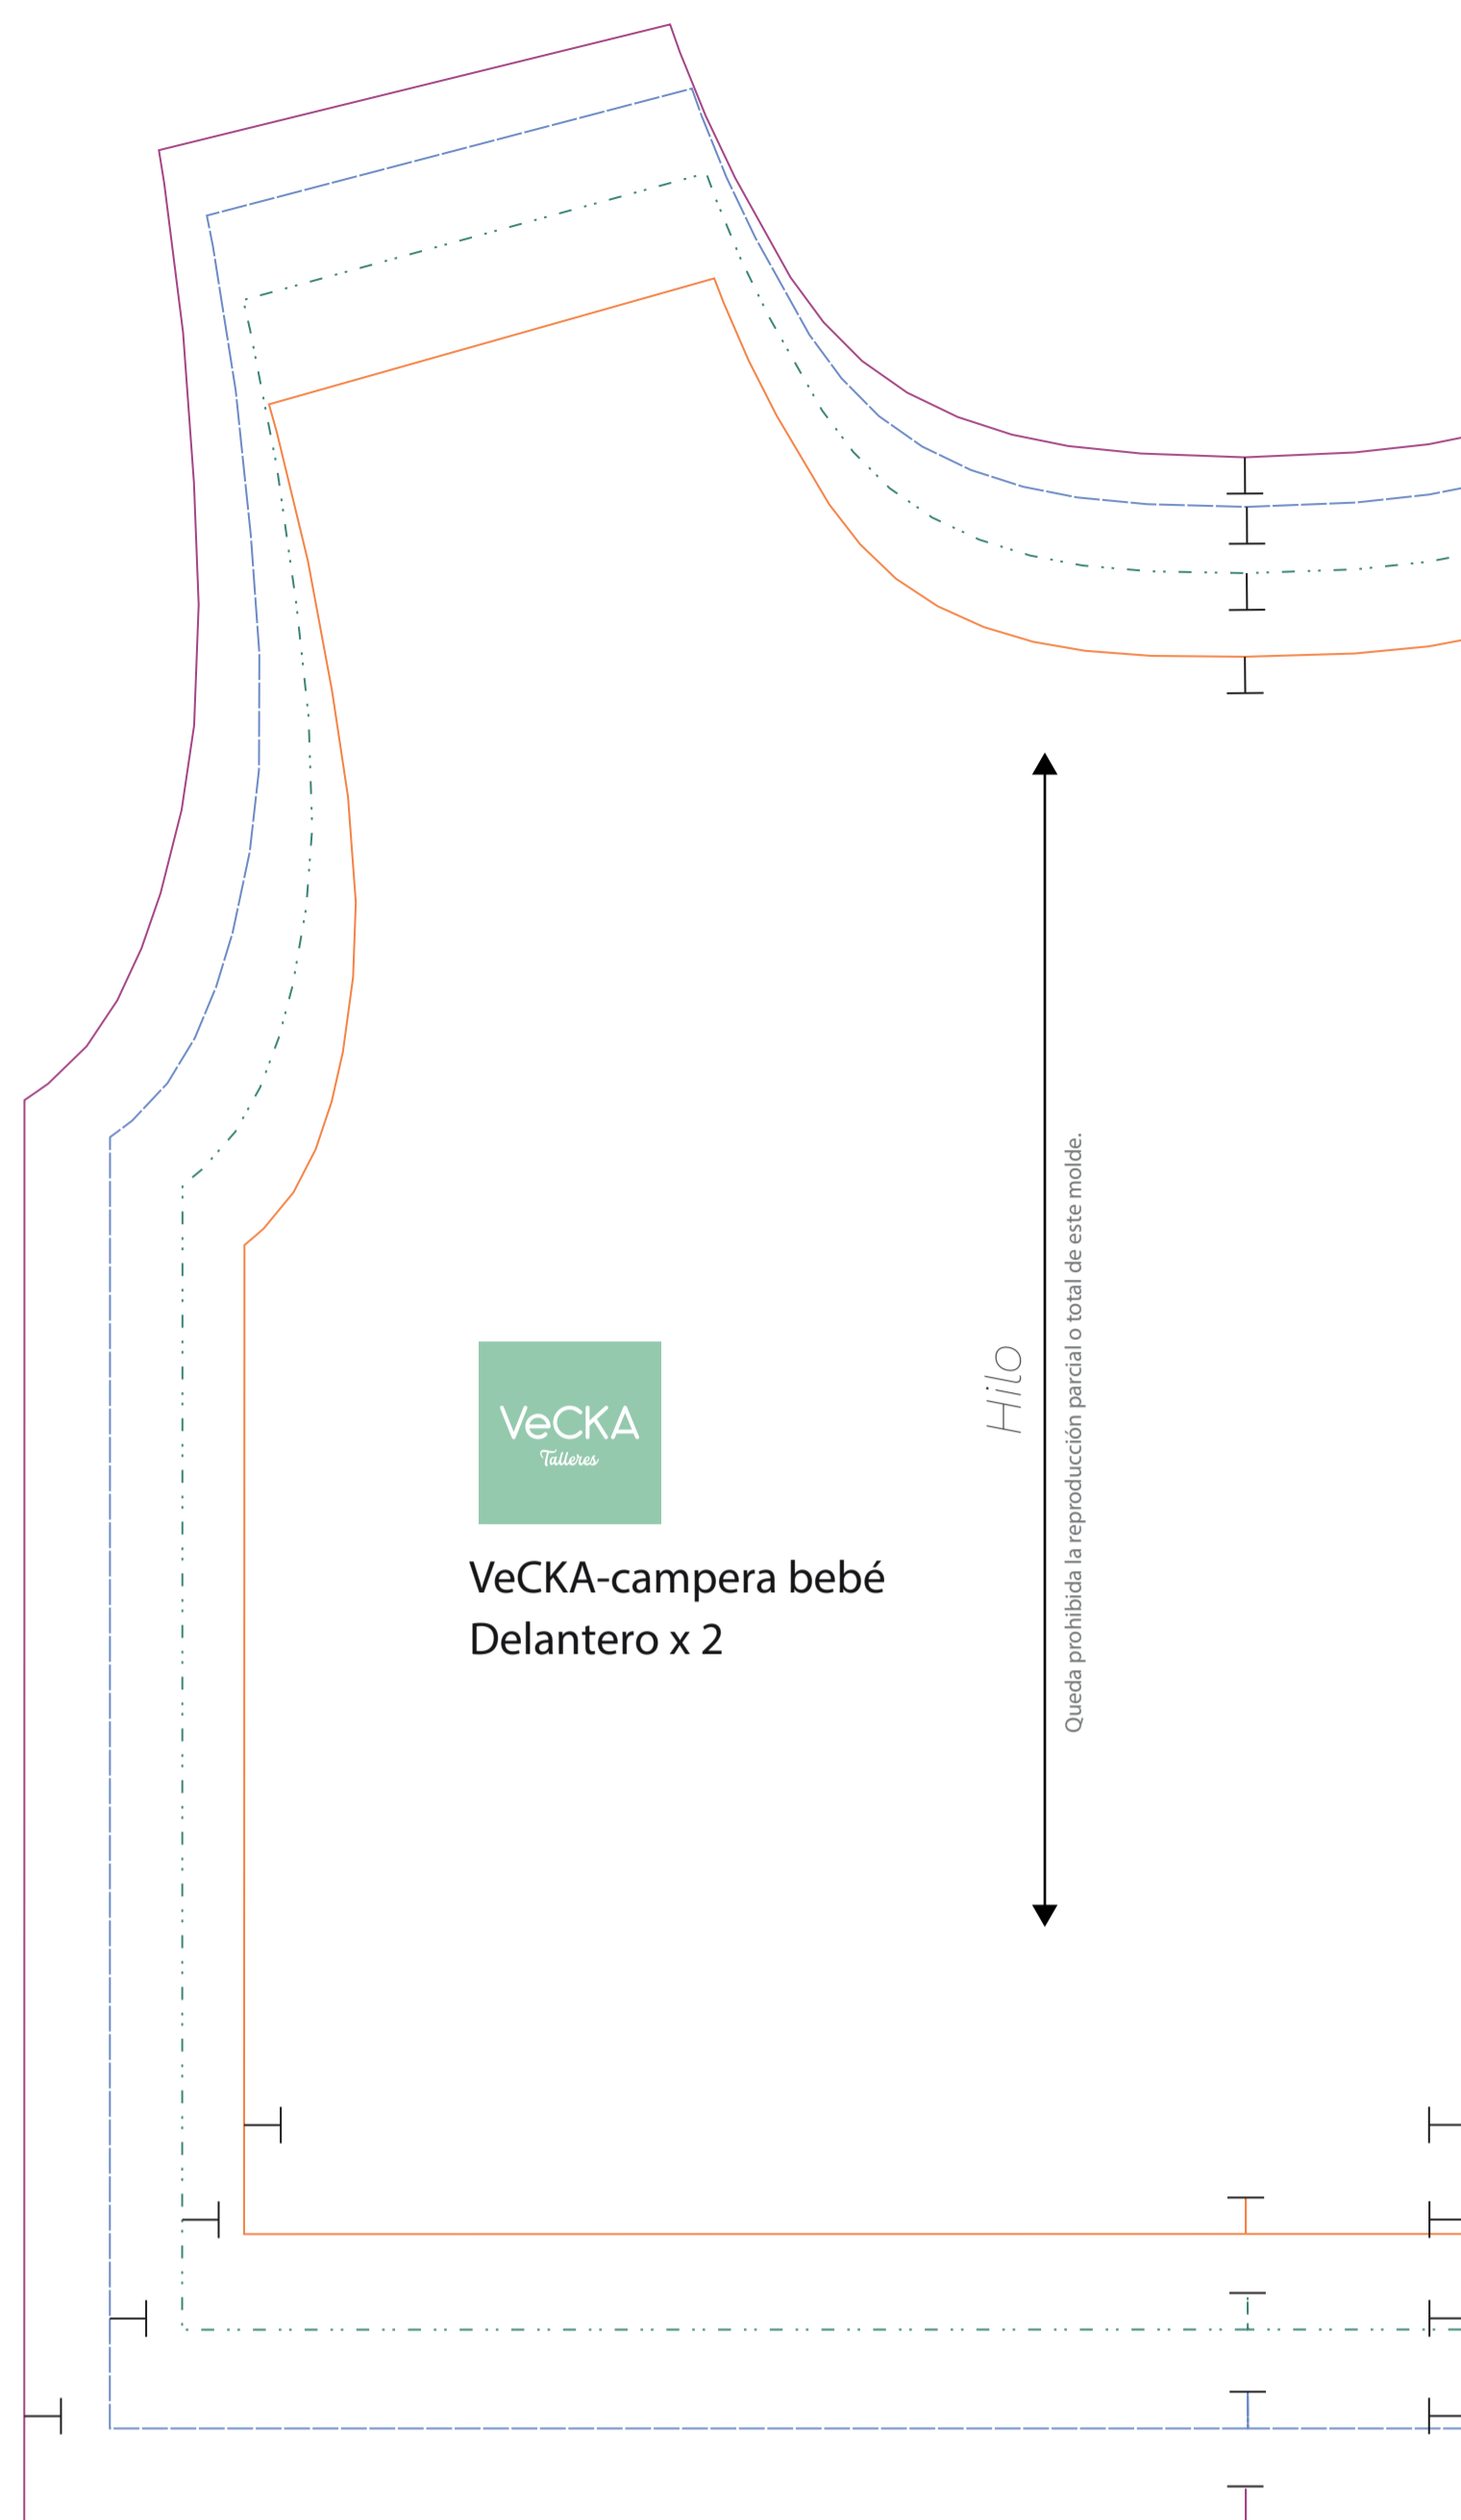 VeCKA
Talleres
VeCKA-campera bebé
Delantero x 2
Hilo
Queda prohibida la reproducción parcial o total de este molde.